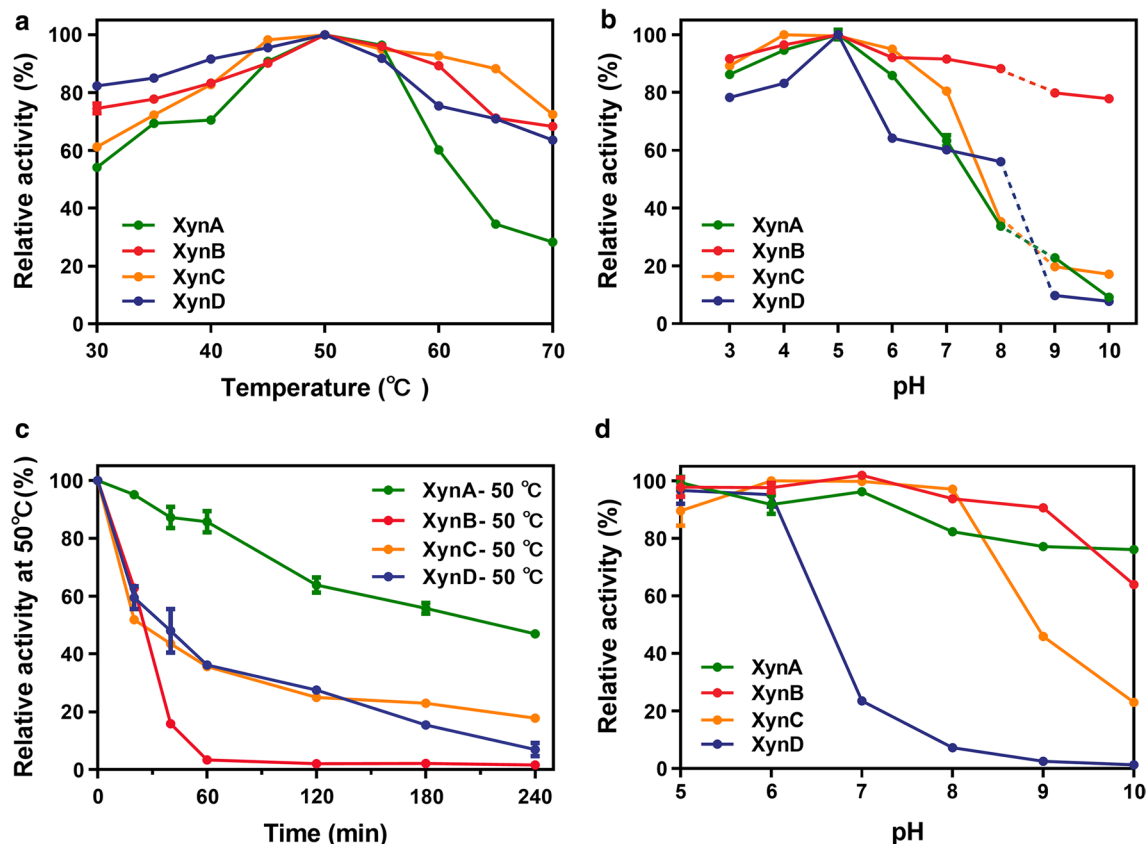 a
Relative activity (%)
100
80
60
40
20
0
XynA
XynB
XynC
XynD
30 40 50 60 70
Temperature (℃ )
b
Relative activity (%)
100
80
60
40
20
0
XynA
XynB
XynC
XynD
3 4 5 6 7 8 9 10
pH
c
Relative activity at 50℃(%)
100
80
60
40
20
0
XynA- 50 ℃
XynB- 50 ℃
XynC- 50 ℃
XynD- 50 ℃
0 60 120 180 240
Time (min)
d
Relative activity (%)
100
80
60
40
20
0
XynA
XynB
XynC
XynD
5 6 7 8 9 10
pH